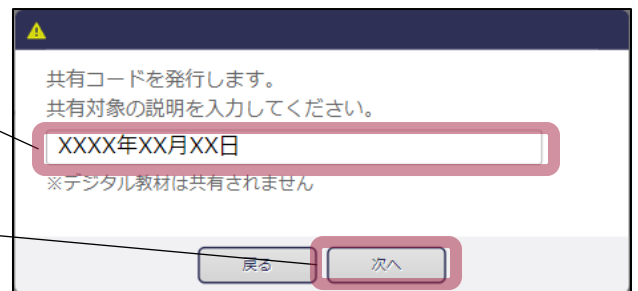 共有コードを発行します。
共有対象の説明を入力してください。
XXXX年XX月XX日
※デジタル教材は共有されません
戻る 次へ